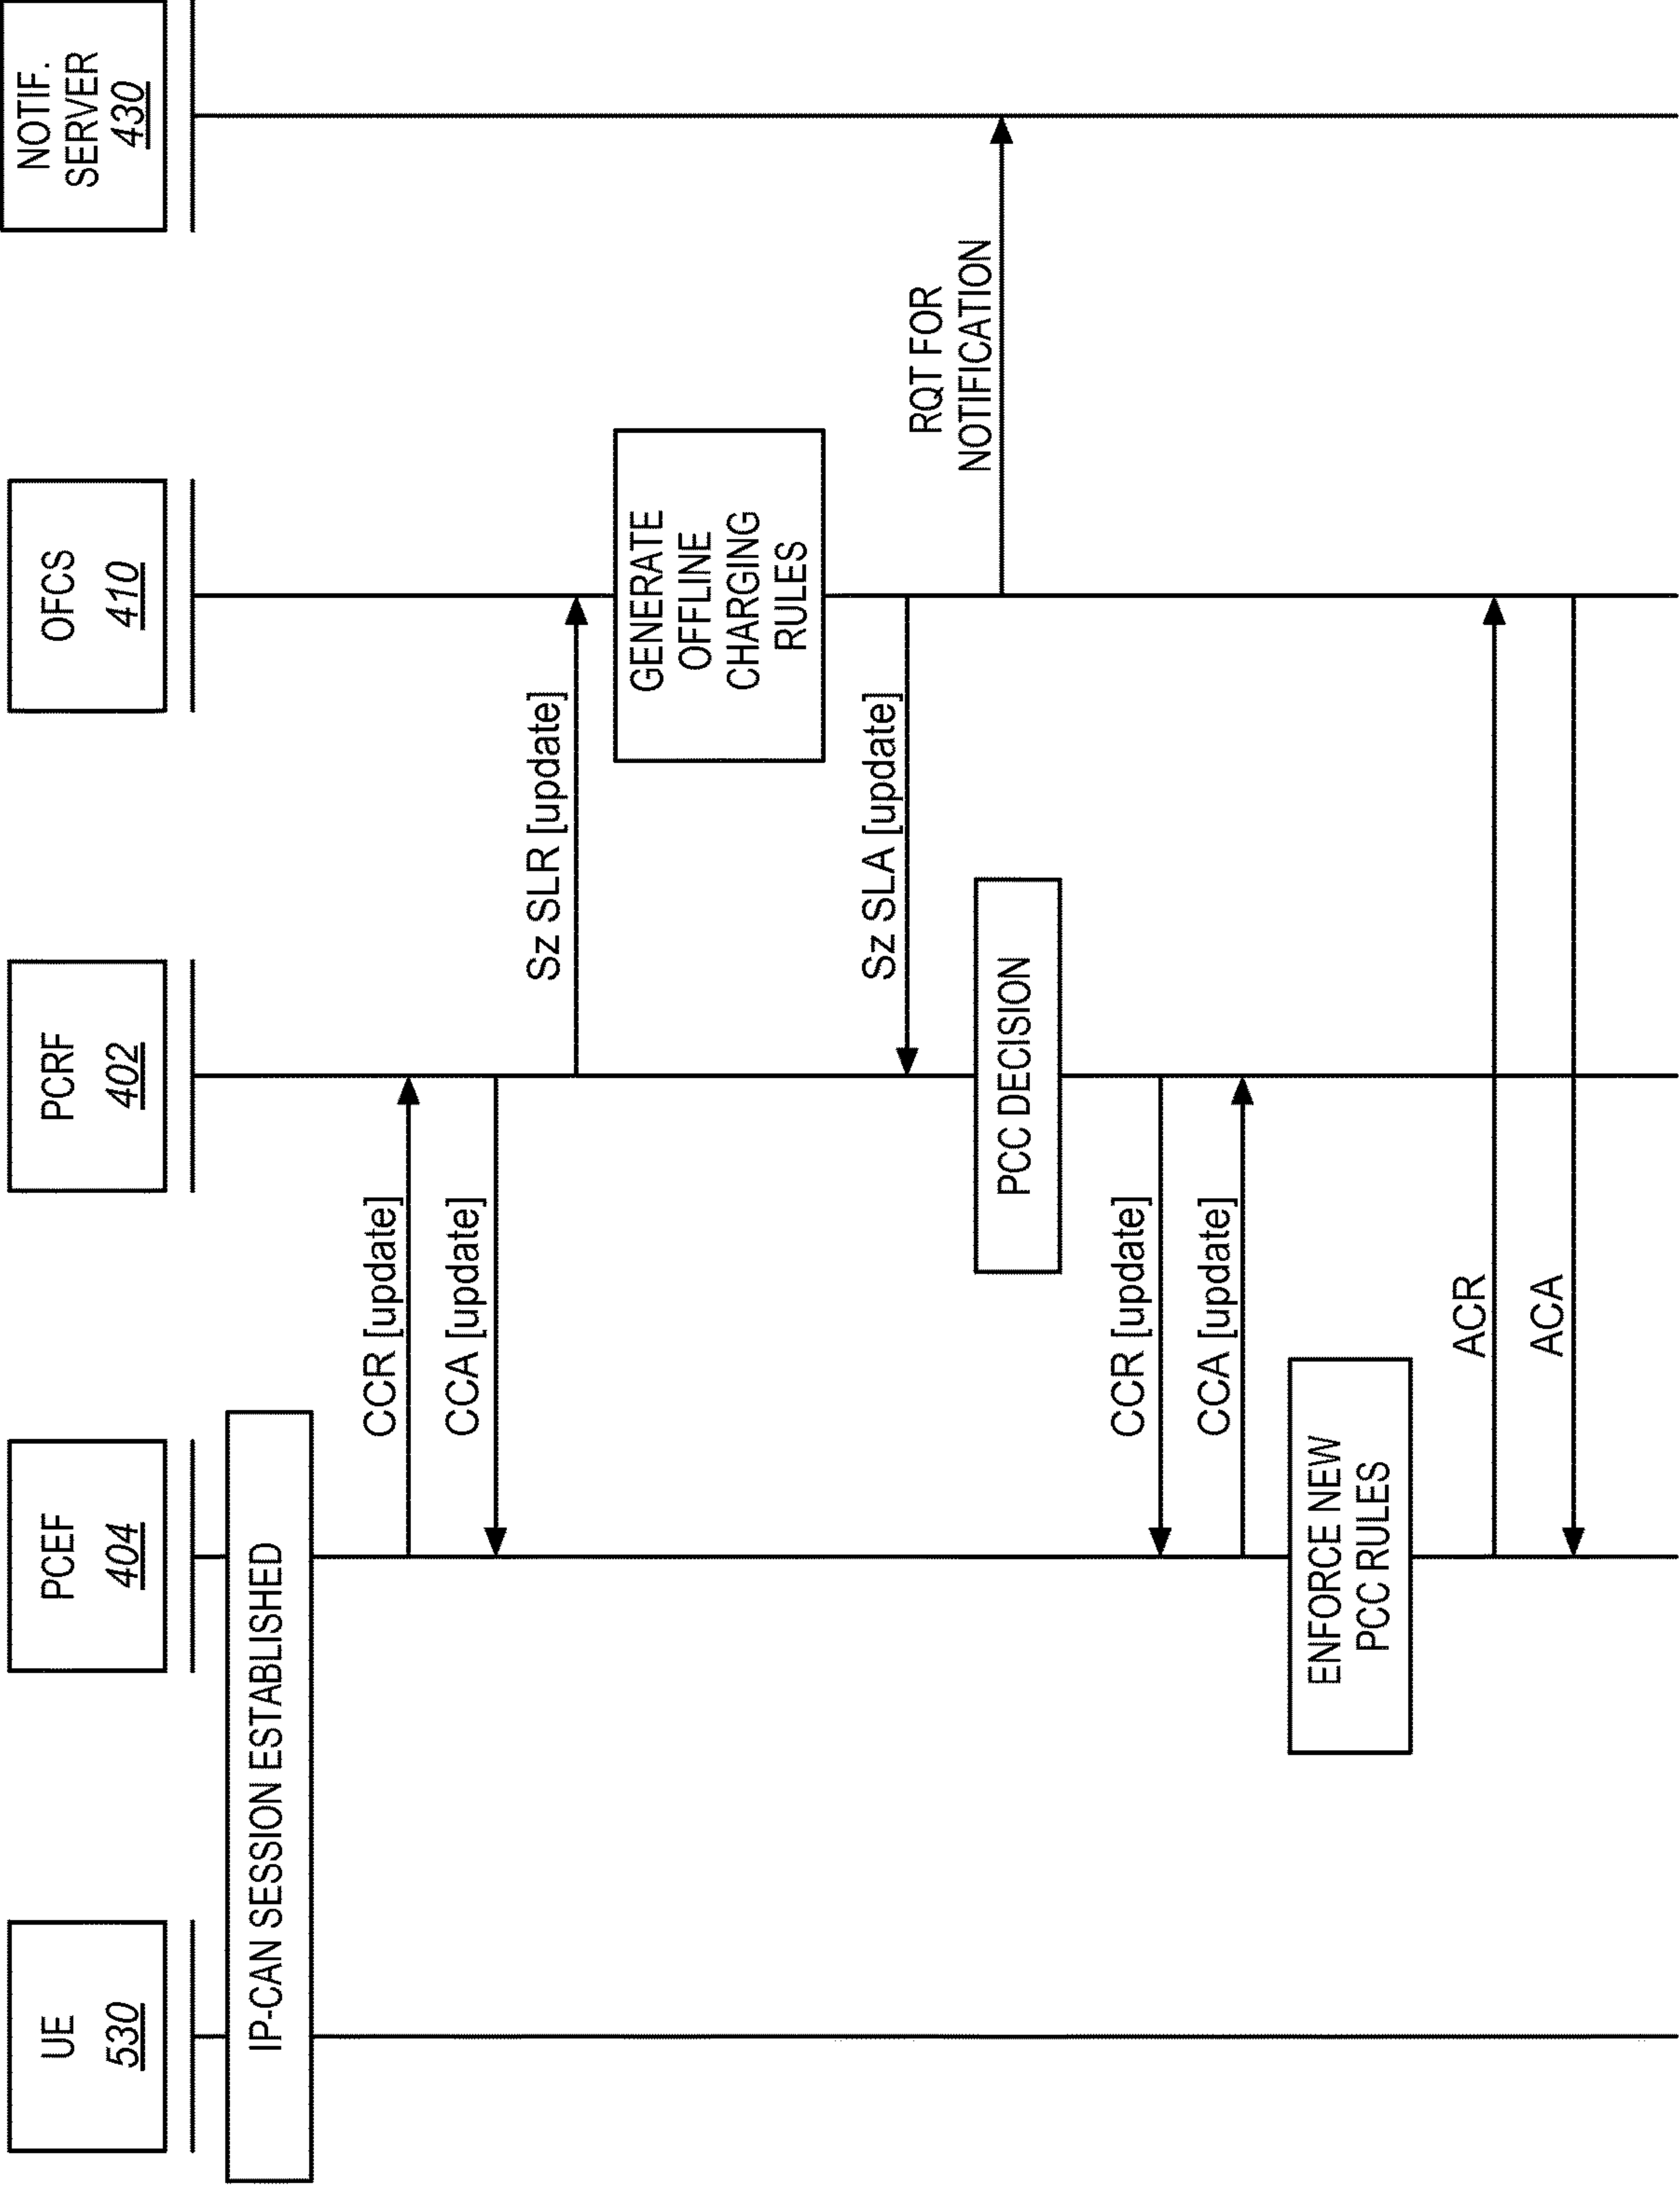 UE
530
PCEF
404
PCRF
402
OFCS
410
NOTIF.
SERVER
430
IP-CAN SESSION ESTABLISHED
CCR [update]
CCA [update]
Sz SLR [update]
GENERATE
OFFLINE
CHARGING
RULES
Sz SLA [update]
RQT FOR
NOTIFICATION
PCC DECISION
CCR [update]
CCA [update]
ENFORCE NEW
PCC RULES
ACR
ACA